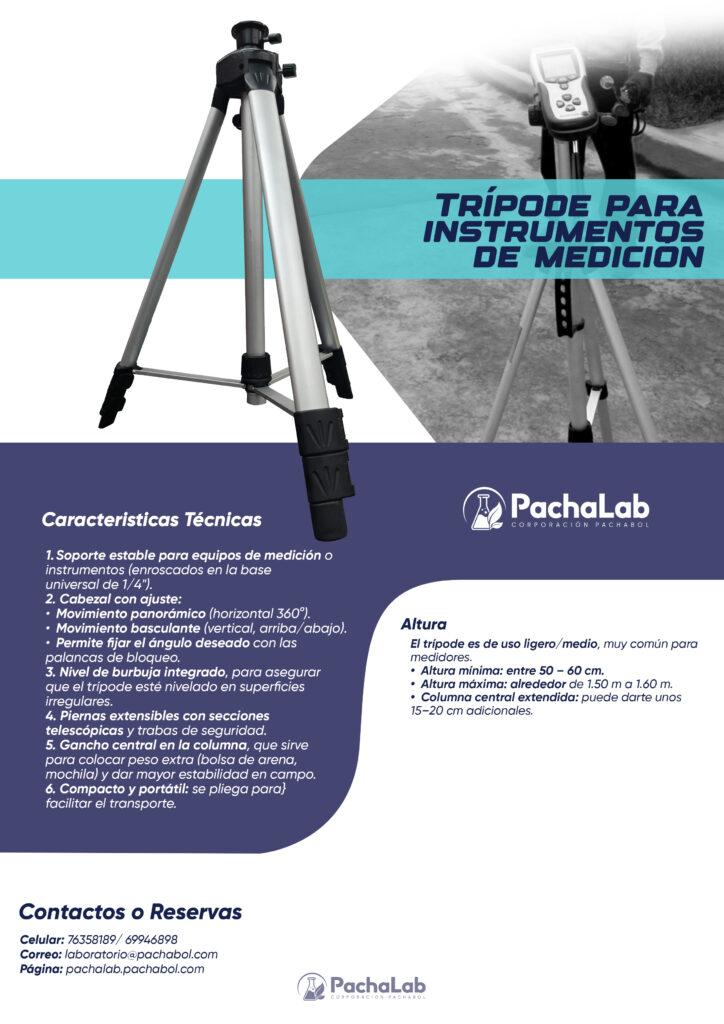 TRÍPODE PARA
INSTRUMENTOS
DE MEDICIÓN
PachaLab
CORPORACIÓN PACHABOL
Caracteristicas Técnicas
1. Soporte estable para equipos de medición o
instrumentos (enroscados en la base
universal de 1/4").
2. Cabezal con ajuste:
• Movimiento panorámico (horizontal 360°).
• Movimiento basculante (vertical, arriba/abajo).
• Permite fijar el ángulo deseado con las
palancas de bloqueo.
3. Nivel de burbuja integrado, para asegurar
que el trípode esté nivelado en superficies
irregulares.
4. Piernas extensibles con secciones
telescópicas y trabas de seguridad.
5. Gancho central en la columna, que sirve
para colocar peso extra (bolsa de arena,
mochila) y dar mayor estabilidad en campo.
6. Compacto y portátil: se pliega para}
facilitar el transporte.
Altura
El trípode es de uso ligero/medio, muy común para
medidores.
• Altura mínima: entre 50 – 60 cm.
• Altura máxima: alrededor de 1.50 m a 1.60 m.
• Columna central extendida: puede darte unos
15–20 cm adicionales.
Contactos o Reservas
Celular: 76358189/ 69946898
Correo: laboratorio@pachabol.com
Página: pachalab.pachabol.com
PachaLab
CORPORACIÓN PACHABOL